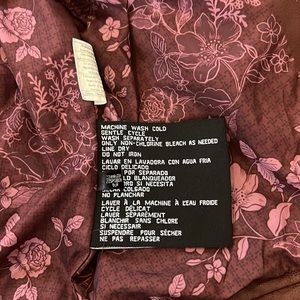 MACHINE WASH COLD
GENTLE CYCLE
WASH SEPARATELY
ONLY NON-CHLORINE BLEACH AS NEEDED
LINE DRY
DO NOT IRON
LAVAR EN LAVADORA CON AGUA FRIA
CICLO DELICADO
POR SEPARADO
BLANQUEADOR
SI NECESITA
COLGADO
NO PLANCHAR
LAVER À LA MACHINE À L'EAU FROIDE
CYCLE DÉLICAT
LAVER SÉPARÉMENT
BLANCHIR SANS CHLORE
SI NECESSAIRE
SUSPENDRE POUR SÉCHER
NE PAS REPASSER